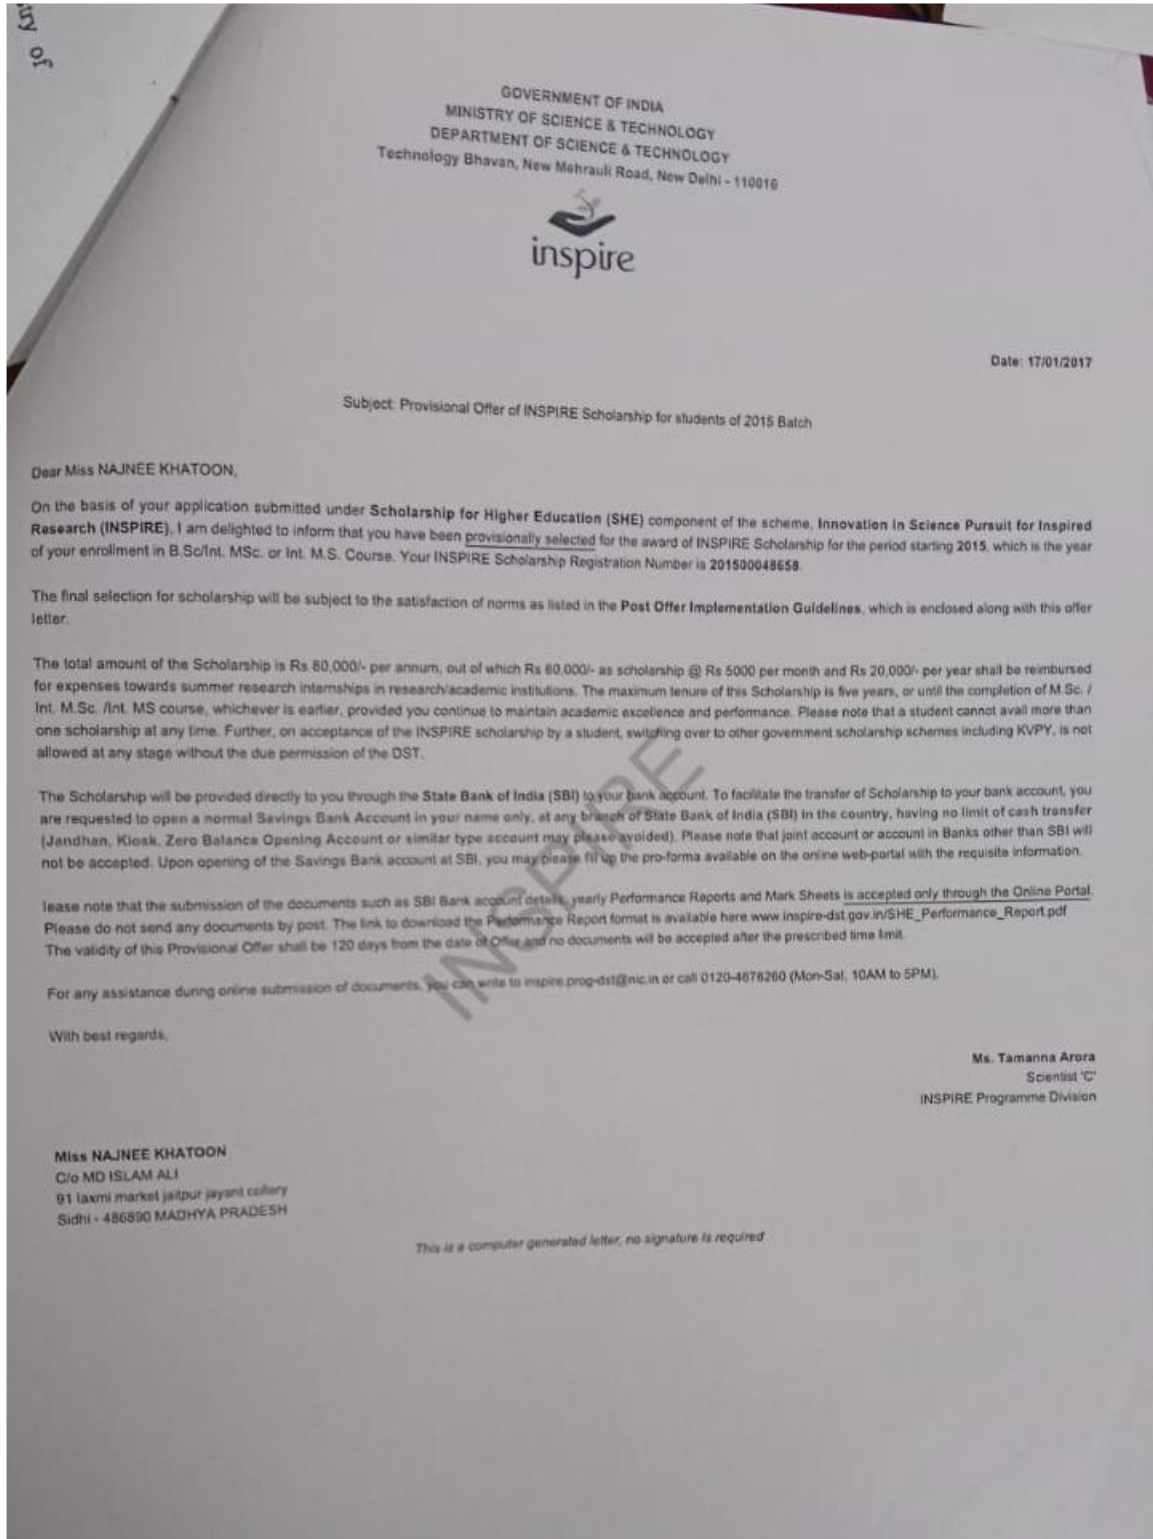 GOVERNMENT OF INDIA
MINISTRY OF SCIENCE & TECHNOLOGY
DEPARTMENT OF SCIENCE & TECHNOLOGY
Technology Bhavan, New Mehrauli Road, New Delhi - 110016
inspire
Date: 17/01/2017
Subject: Provisional Offer of INSPIRE Scholarship for students of 2015 Batch
Dear Miss NAJNEE KHATOON,
On the basis of your application submitted under Scholarship for Higher Education (SHE) component of the scheme, Innovation in Science Pursuit for Inspired
Research (INSPIRE), I am delighted to inform that you have been provisionally selected for the award of INSPIRE Scholarship for the period starting 2015, which is the year
of your enrollment in B.Sc/Int. MSc. or Int. M.S. Course. Your INSPIRE Scholarship Registration Number is 201500048658.
The final selection for scholarship will be subject to the satisfaction of norms as listed in the Post Offer Implementation Guidelines, which is enclosed along with this offer
letter.
The total amount of the Scholarship is Rs 80,000/- per annum, out of which Rs 60,000/- as scholarship @ Rs 5000 per month and Rs 20,000/- per year shall be reimbursed
for expenses towards summer research internships in research/academic institutions. The maximum tenure of this Scholarship is five years, or until the completion of M.Sc. /
Int. M.Sc. /Int. MS course, whichever is earlier, provided you continue to maintain academic excellence and performance. Please note that a student cannot avail more than
one scholarship at any time. Further, on acceptance of the INSPIRE scholarship by a student, switching over to other government scholarship schemes including KVPY, is not
allowed at any stage without the due permission of the DST.
The Scholarship will be provided directly to you through the State Bank of India (SBI) to your bank account. To facilitate the transfer of Scholarship to your bank account, you
are requested to open a normal Savings Bank Account in your name only, at any branch of State Bank of India (SBI) in the country, having no limit of cash transfer
(Jandhan, Kiosk, Zero Balance Opening Account or similar type account may please avoided). Please note that joint account or account in Banks other than SBI will
not be accepted. Upon opening of the Savings Bank account at SBI, you may please fill up the pro-forma available on the online web-portal with the requisite information.
lease note that the submission of the documents such as SBI Bank account details, yearly Performance Reports and Mark Sheets is accepted only through the Online Portal.
Please do not send any documents by post. The link to download the Performance Report format is available here.www.inspire-dst.gov.in/SHE_Performance_Report.pdf
The validity of this Provisional Offer shall be 120 days from the date of Offer and no documents will be accepted after the prescribed time limit.
For any assistance during online submission of documents, you can write to inspire.prog-dst@nic.in or call 0120-4676260 (Mon-Sat, 10AM to 5PM).
INSPIRE
With best regards,
Ms. Tamanna Arora
Scientist 'C'
INSPIRE Programme Division
Miss NAJNEE KHATOON
C/o MD ISLAM ALI
91 laxmi market jaitpur jayant collery
Sidhi - 486890 MADHYA PRADESH
This is a computer generated letter, no signature is required